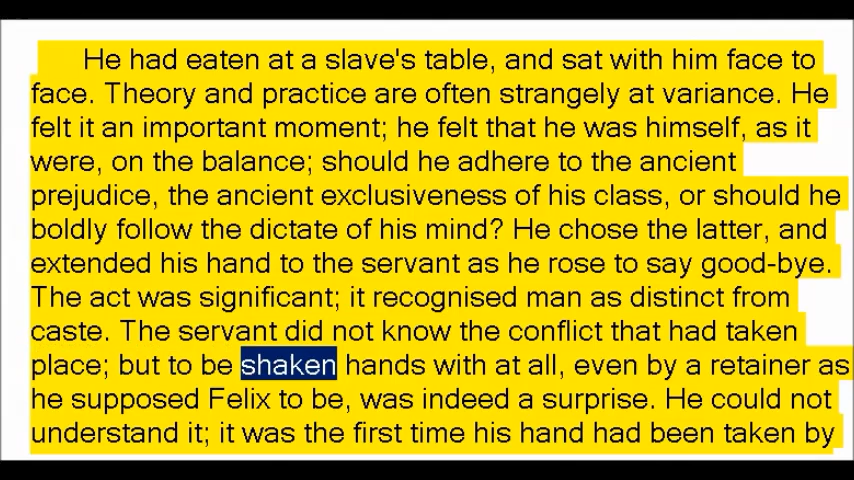 He had eaten at a slave's table, and sat with him face to
face. Theory and practice are often strangely at variance. He
felt it an important moment; he felt that he was himself, as it
were, on the balance; should he adhere to the ancient
prejudice, the ancient exclusiveness of his class, or should he
boldly follow the dictate of his mind? He chose the latter, and
extended his hand to the servant as he rose to say good-bye.
The act was significant; it recognised man as distinct from
caste. The servant did not know the conflict that had taken
place; but to be shaken hands with at all, even by a retainer as
he supposed Felix to be, was indeed a surprise. He could not
understand it; it was the first time his hand had been taken by